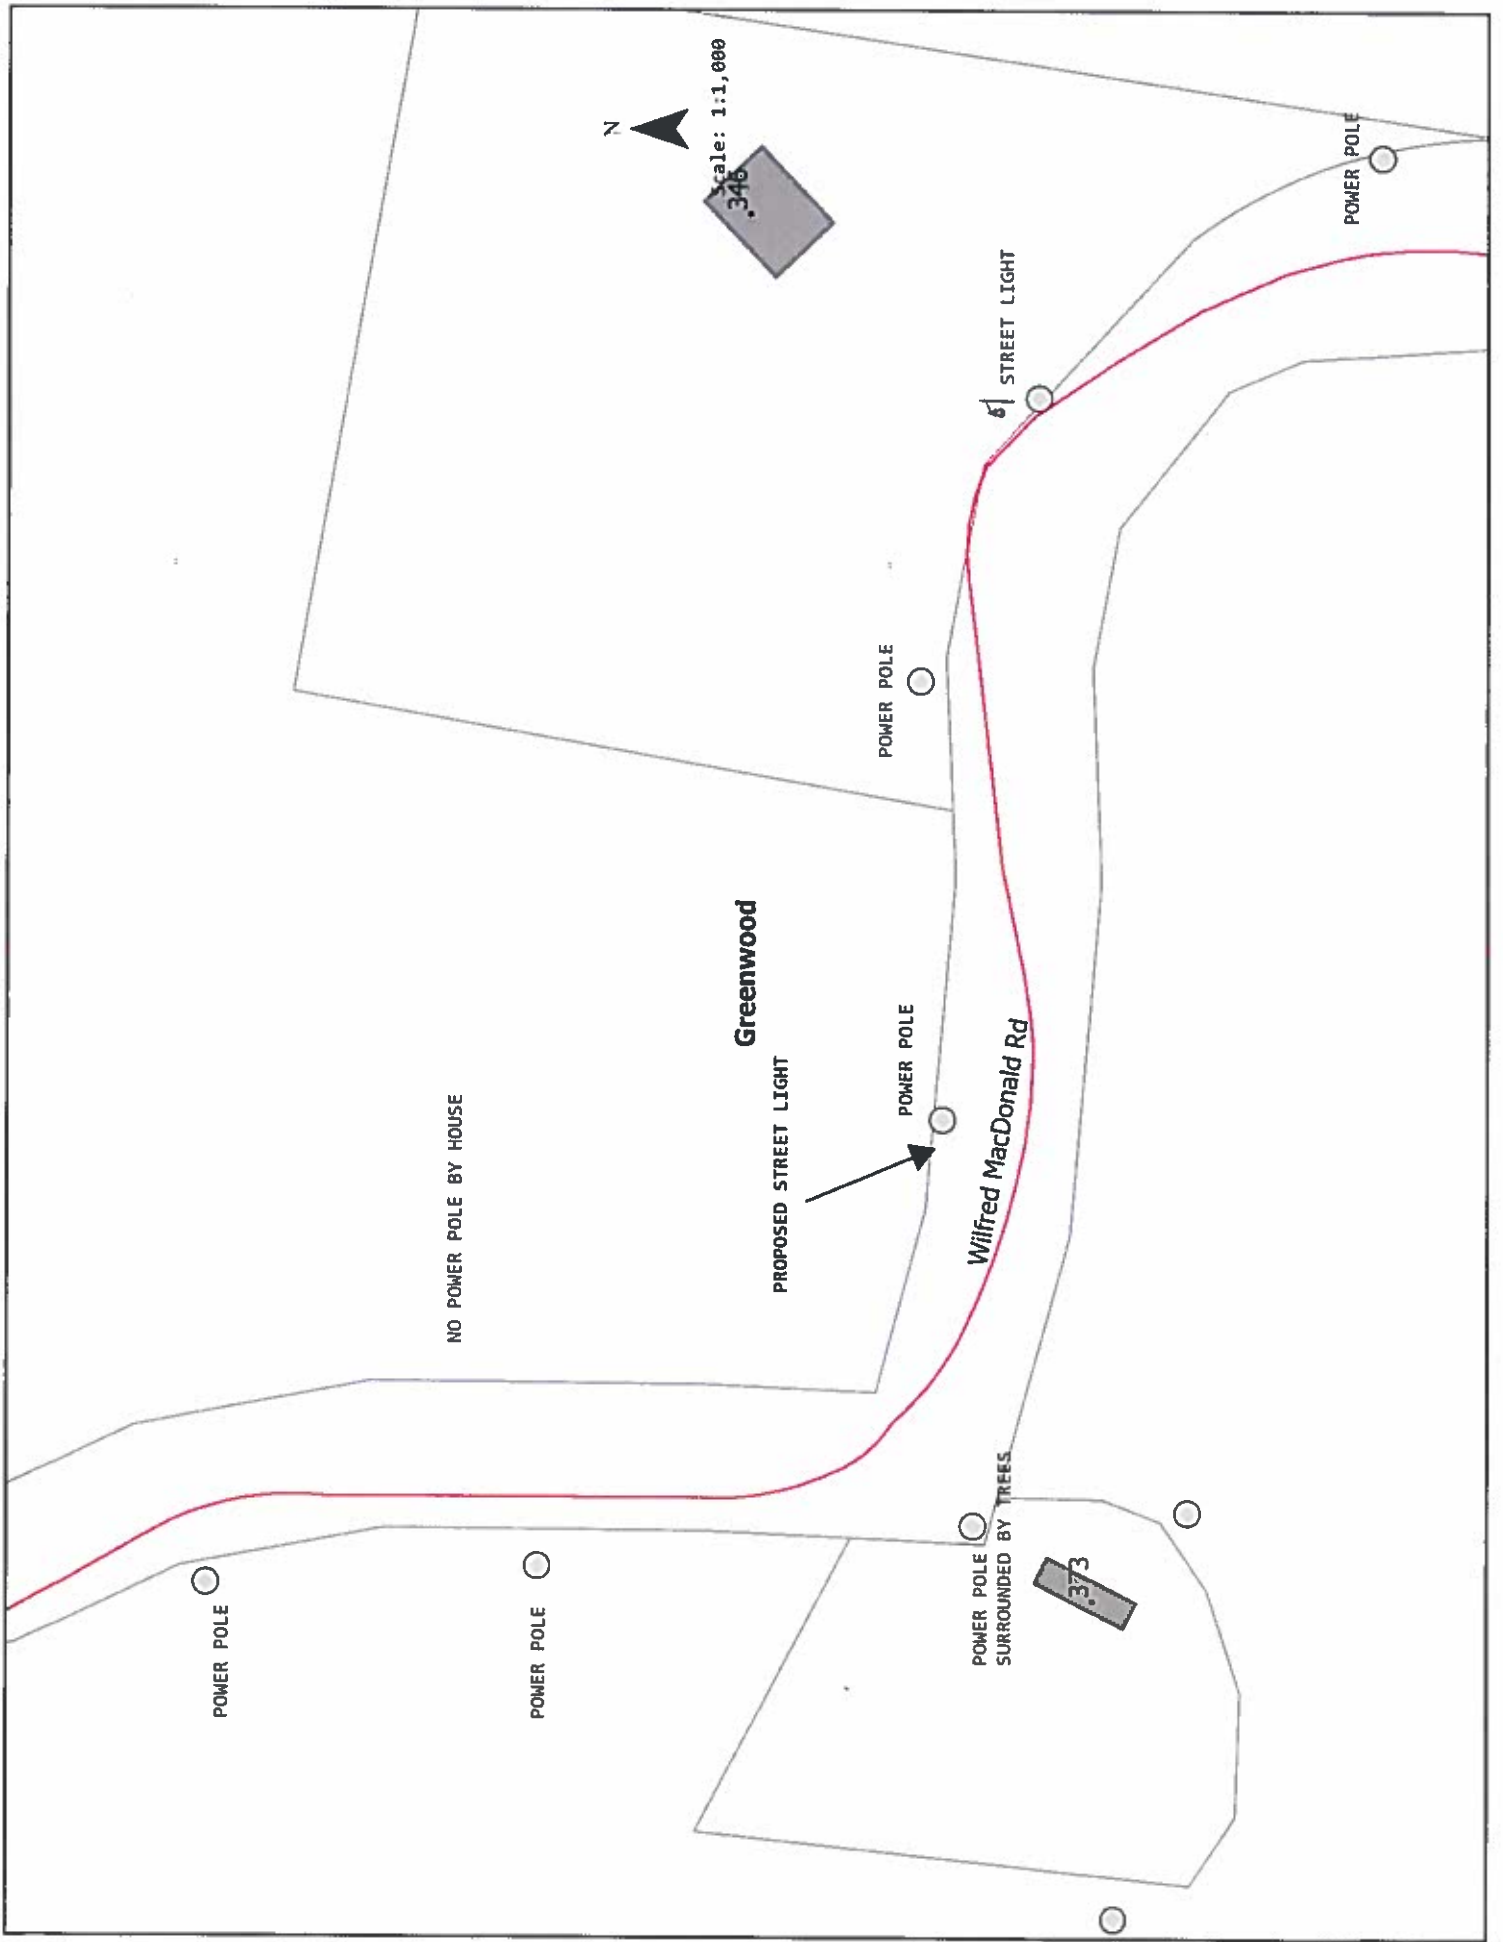 N
Scale: 1:1,000
.346
POWER POLE
STREET LIGHT
POWER POLE
Greenwood
POWER POLE
PROPOSED STREET LIGHT
NO POWER POLE BY HOUSE
Wilfred MacDonald Rd
POWER POLE
SURROUNDED BY TREES
.373
POWER POLE
POWER POLE